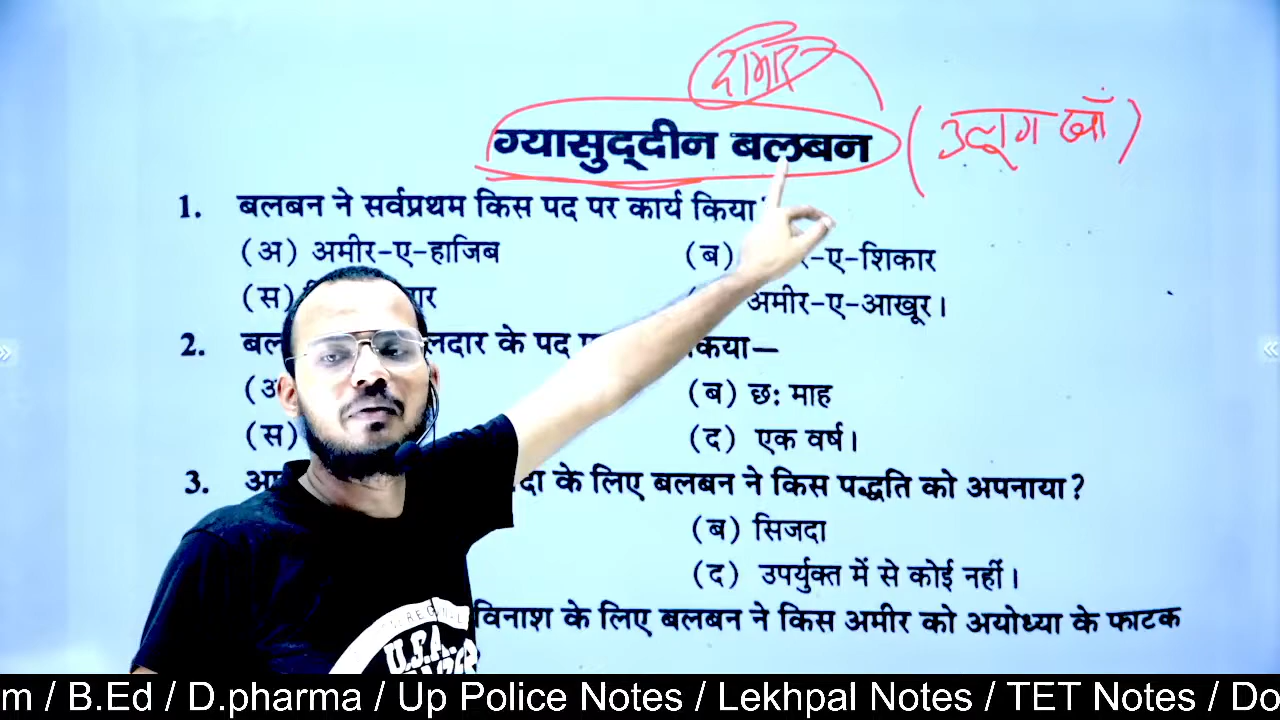 दामाद
ग्यासुद्दीन बलबन (उलूग खाँ)
1. बलबन ने सर्वप्रथम किस पद पर कार्य किया
(अ) अमीर-ए-हाजिब (ब) -ए-शिकार
(स) अमीर-ए-आखूर।
2. के पद किया—
(ब) छः माह
(स) (द) एक वर्ष।
3. के लिए बलबन ने किस पद्धति को अपनाया?
(ब) सिजदा
(द) उपर्युक्त में से कोई नहीं।
विनाश के लिए बलबन ने किस अमीर को अयोध्या के फाटक
U.S.A.
m / B.Ed / D.pharma / Up Police Notes / Lekhpal Notes / TET Notes / Do